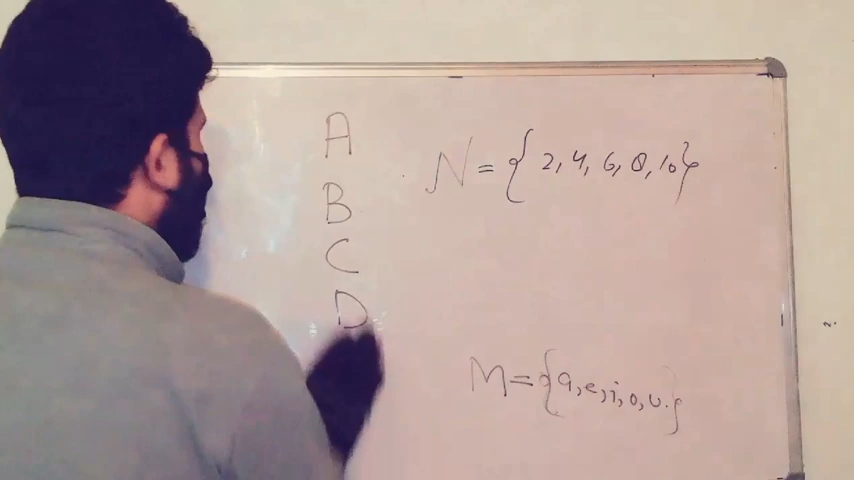 A
B
C
D
N = { 2, 4, 6, 8, 10}
M = {a, e, i, o, u.}